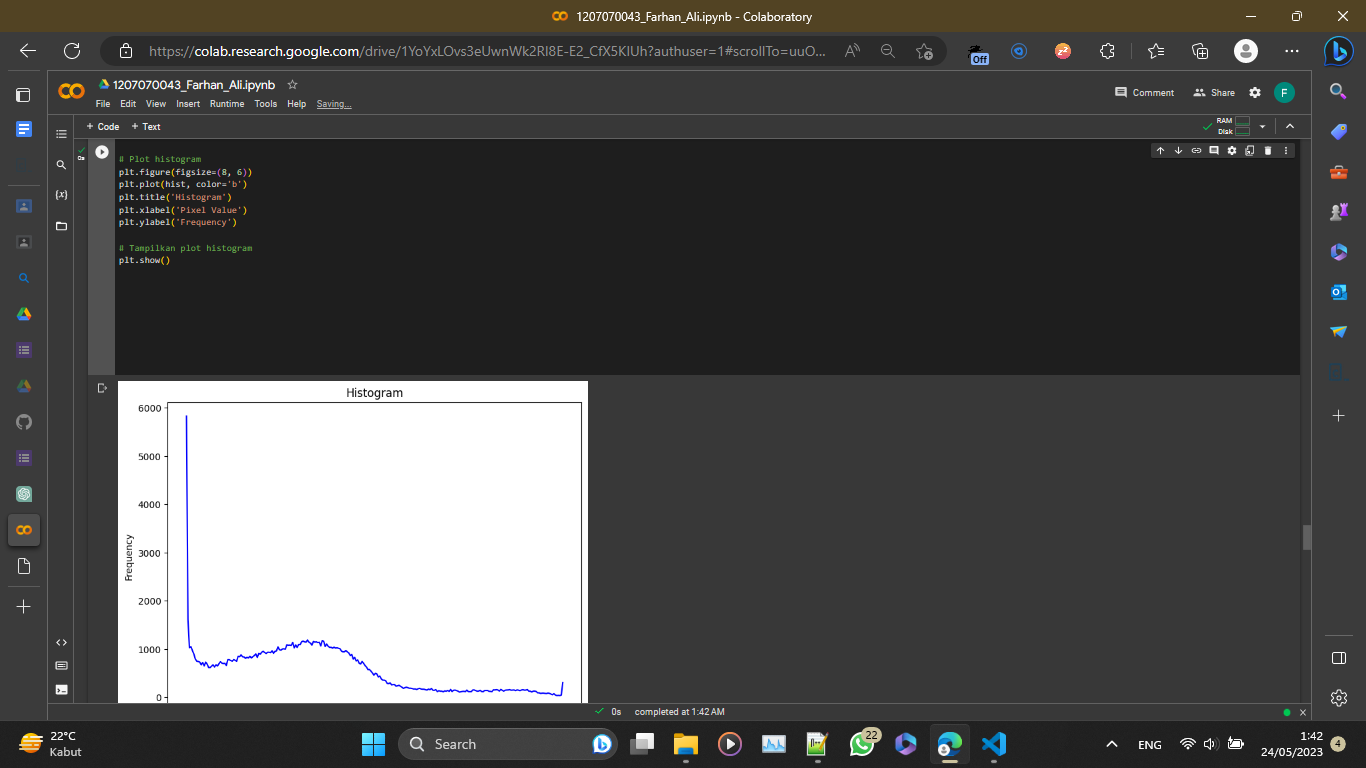 1207070043_Farhan_Ali.ipynb - Colaboratory
https://colab.research.google.com/drive/1YoYxLOvs3eUwnWk2Rl8E-E2_CfX5KIUh?authuser=1#scrollTo=uuO...
Off
1207070043_Farhan_Ali.ipynb
File Edit View Insert Runtime Tools Help Saving...
Comment Share F
+ Code + Text
RAM
Disk
0s
# Plot histogram
plt.figure(figsize=(8, 6))
plt.plot(hist, color='b')
plt.title('Histogram')
plt.xlabel('Pixel Value')
plt.ylabel('Frequency')
# Tampilkan plot histogram
plt.show()
{x}
Histogram
6000
5000
4000
3000
2000
1000
0
Frequency
0s completed at 1:42 AM
22°C
Kabut
Search
22
ENG
1:42
24/05/2023
4